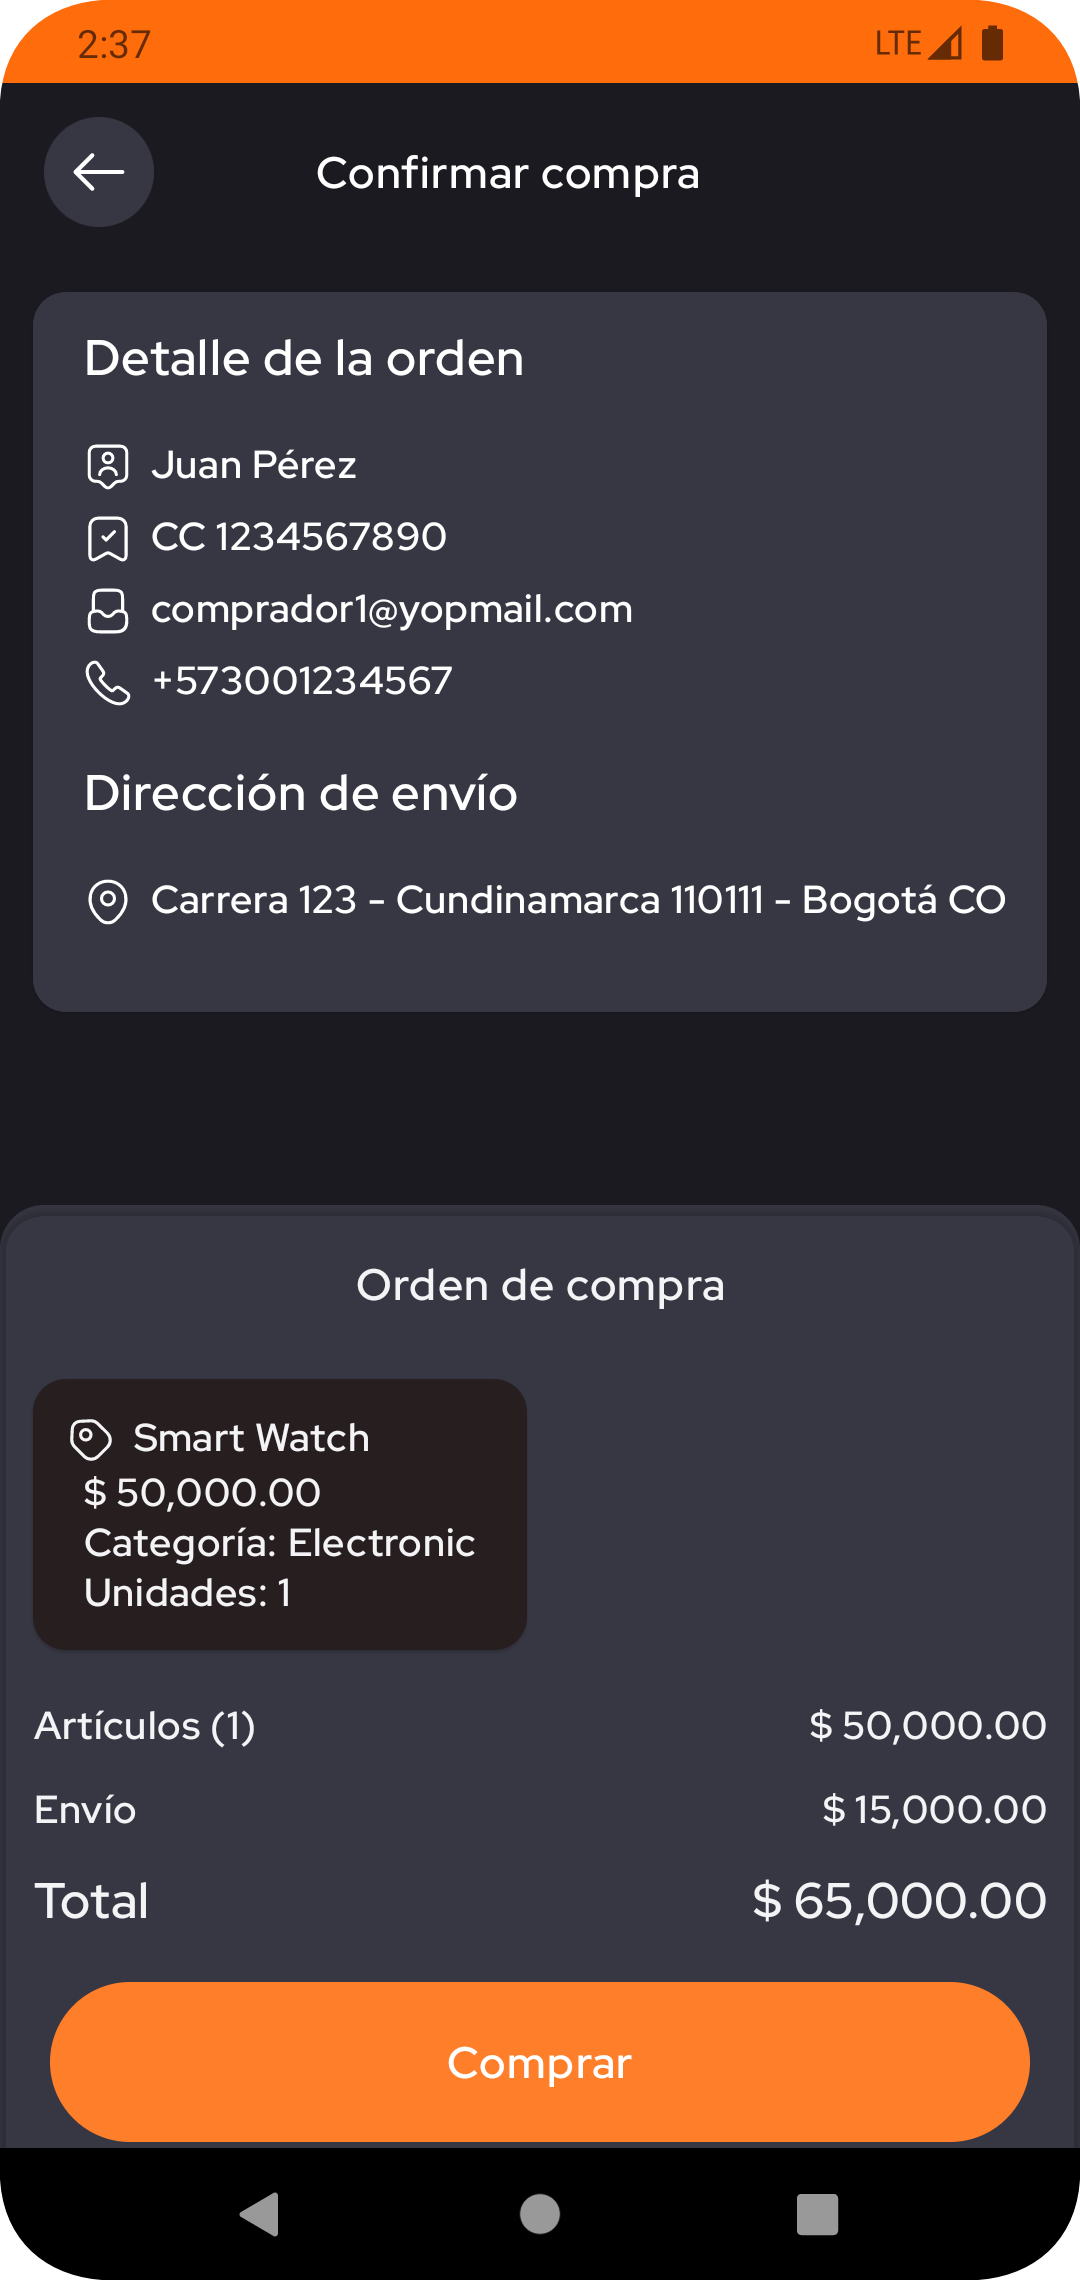 2:37 LTE
Confirmar compra
Detalle de la orden
Juan Pérez
CC 1234567890
comprador1@yopmail.com
+573001234567
Dirección de envío
Carrera 123 - Cundinamarca 110111 - Bogotá CO
Orden de compra
Smart Watch
$ 50,000.00
Categoría: Electronic
Unidades: 1
Artículos (1) $ 50,000.00
Envío $ 15,000.00
Total $ 65,000.00
Comprar